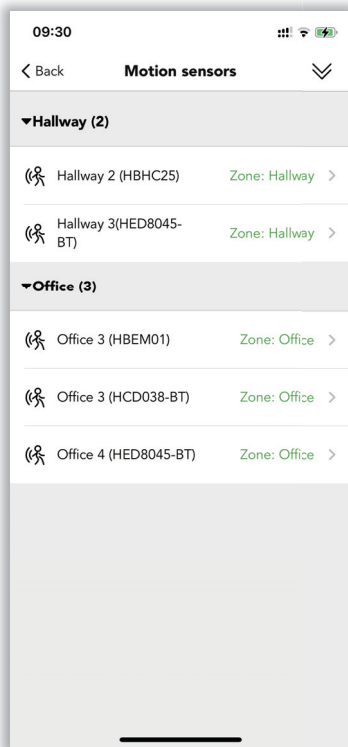 09:30
Back Motion sensors
Hallway (2)
Hallway 2 (HBHC25) Zone: Hallway
Hallway 3(HED8045-
BT) Zone: Hallway
Office (3)
Office 3 (HBEM01) Zone: Office
Office 3 (HCD038-BT) Zone: Office
Office 4 (HED8045-BT) Zone: Office